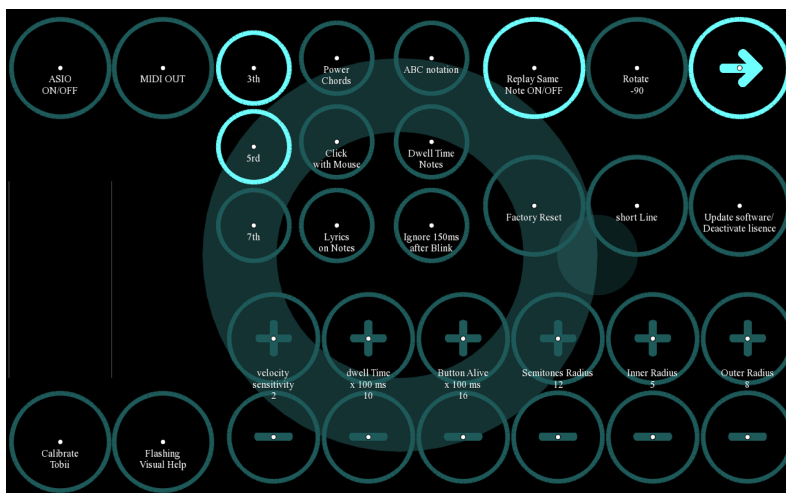 ASIO
ON/OFF
MIDI OUT
3th
Power
Chords
ABC notation
Replay Same
Note ON/OFF
Rotate
-90
5rd
Click
with Mouse
Dwell Time
Notes
7th
Lyrics
on Notes
Ignore 150ms
after Blink
Factory Reset
short Line
Update software/
Deactivate lisence
velocity
sensitivity
2
dwell Time
x 100 ms
10
Button Alive
x 100 ms
16
Semitones Radius
12
Inner Radius
5
Outer Radius
8
Calibrate
Tobii
Flashing
Visual Help